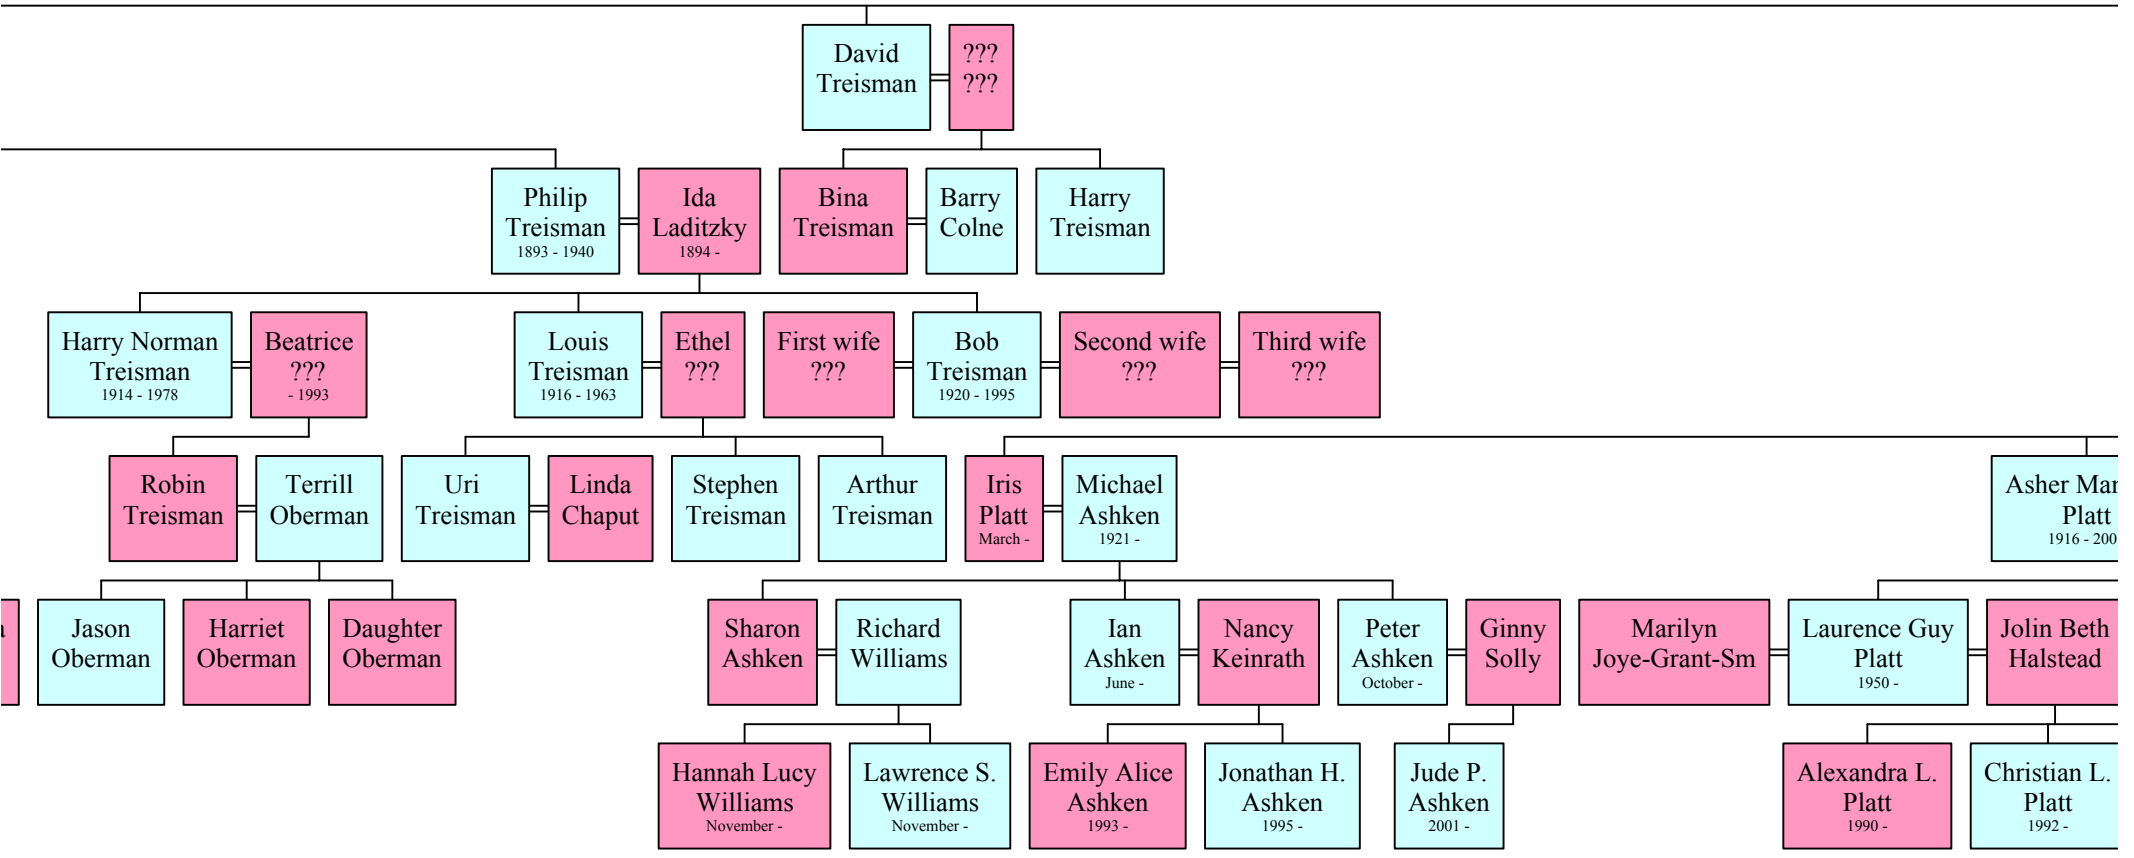 David
Treisman
???
???
Philip
Treisman
1893 - 1940
Ida
Laditzky
1894 -
Bina
Treisman
Barry
Colne
Harry
Treisman
Harry Norman
Treisman
1914 - 1978
Beatrice
???
- 1993
Louis
Treisman
1916 - 1963
Ethel
???
First wife
???
Bob
Treisman
1920 - 1995
Second wife
???
Third wife
???
Robin
Treisman
Terrill
Oberman
Uri
Treisman
Linda
Chaput
Stephen
Treisman
Arthur
Treisman
Iris
Platt
March -
Michael
Ashken
1921 -
Asher Mar
Platt
1916 - 200
Jason
Oberman
Harriet
Oberman
Daughter
Oberman
Sharon
Ashken
Richard
Williams
Ian
Ashken
June -
Nancy
Keinrath
Peter
Ashken
October -
Ginny
Solly
Marilyn
Joye-Grant-Sm
Laurence Guy
Platt
1950 -
Jolin Beth
Halstead
Hannah Lucy
Williams
November -
Lawrence S.
Williams
November -
Emily Alice
Ashken
1993 -
Jonathan H.
Ashken
1995 -
Jude P.
Ashken
2001 -
Alexandra L.
Platt
1990 -
Christian L.
Platt
1992 -